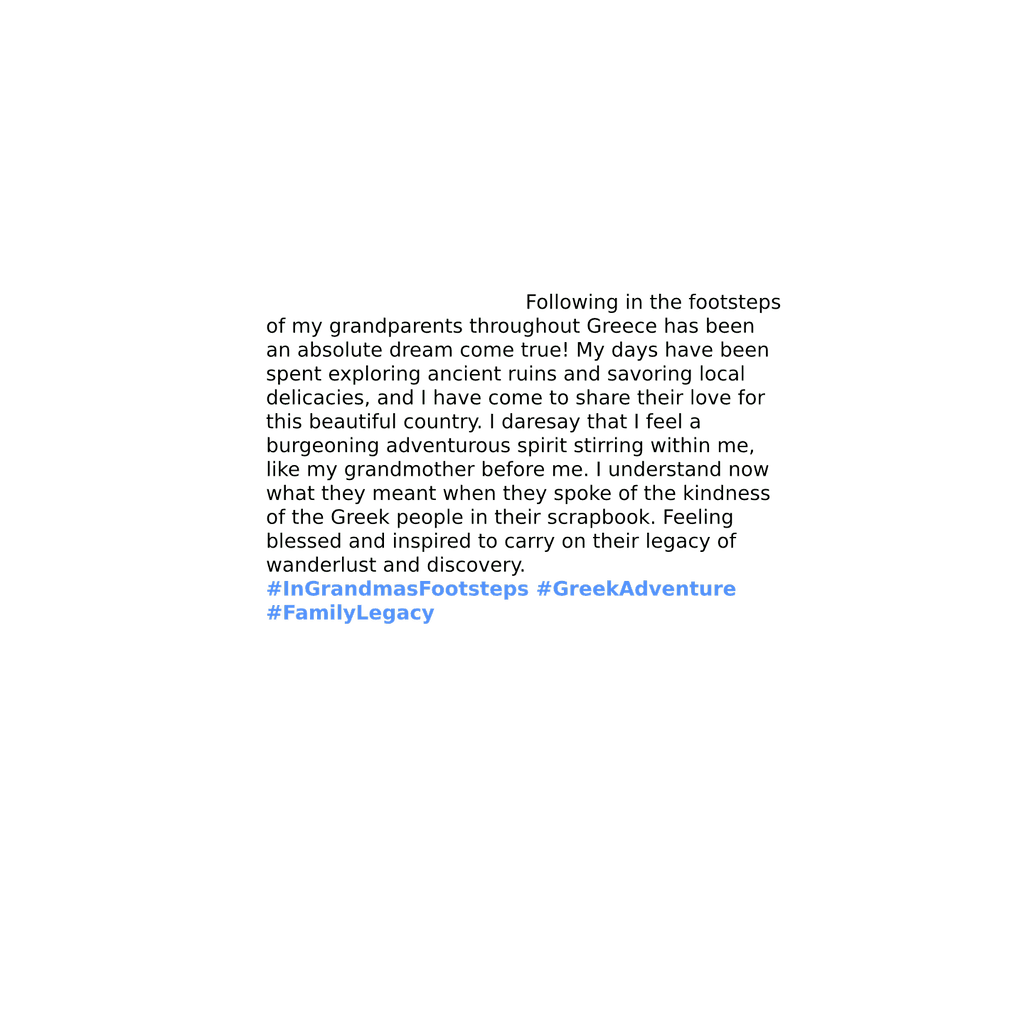 Following in the footsteps
of my grandparents throughout Greece has been
an absolute dream come true! My days have been
spent exploring ancient ruins and savoring local
delicacies, and I have come to share their love for
this beautiful country. I daresay that I feel a
burgeoning adventurous spirit stirring within me,
like my grandmother before me. I understand now
what they meant when they spoke of the kindness
of the Greek people in their scrapbook. Feeling
blessed and inspired to carry on their legacy of
wanderlust and discovery.
#InGrandmasFootsteps #GreekAdventure
#FamilyLegacy